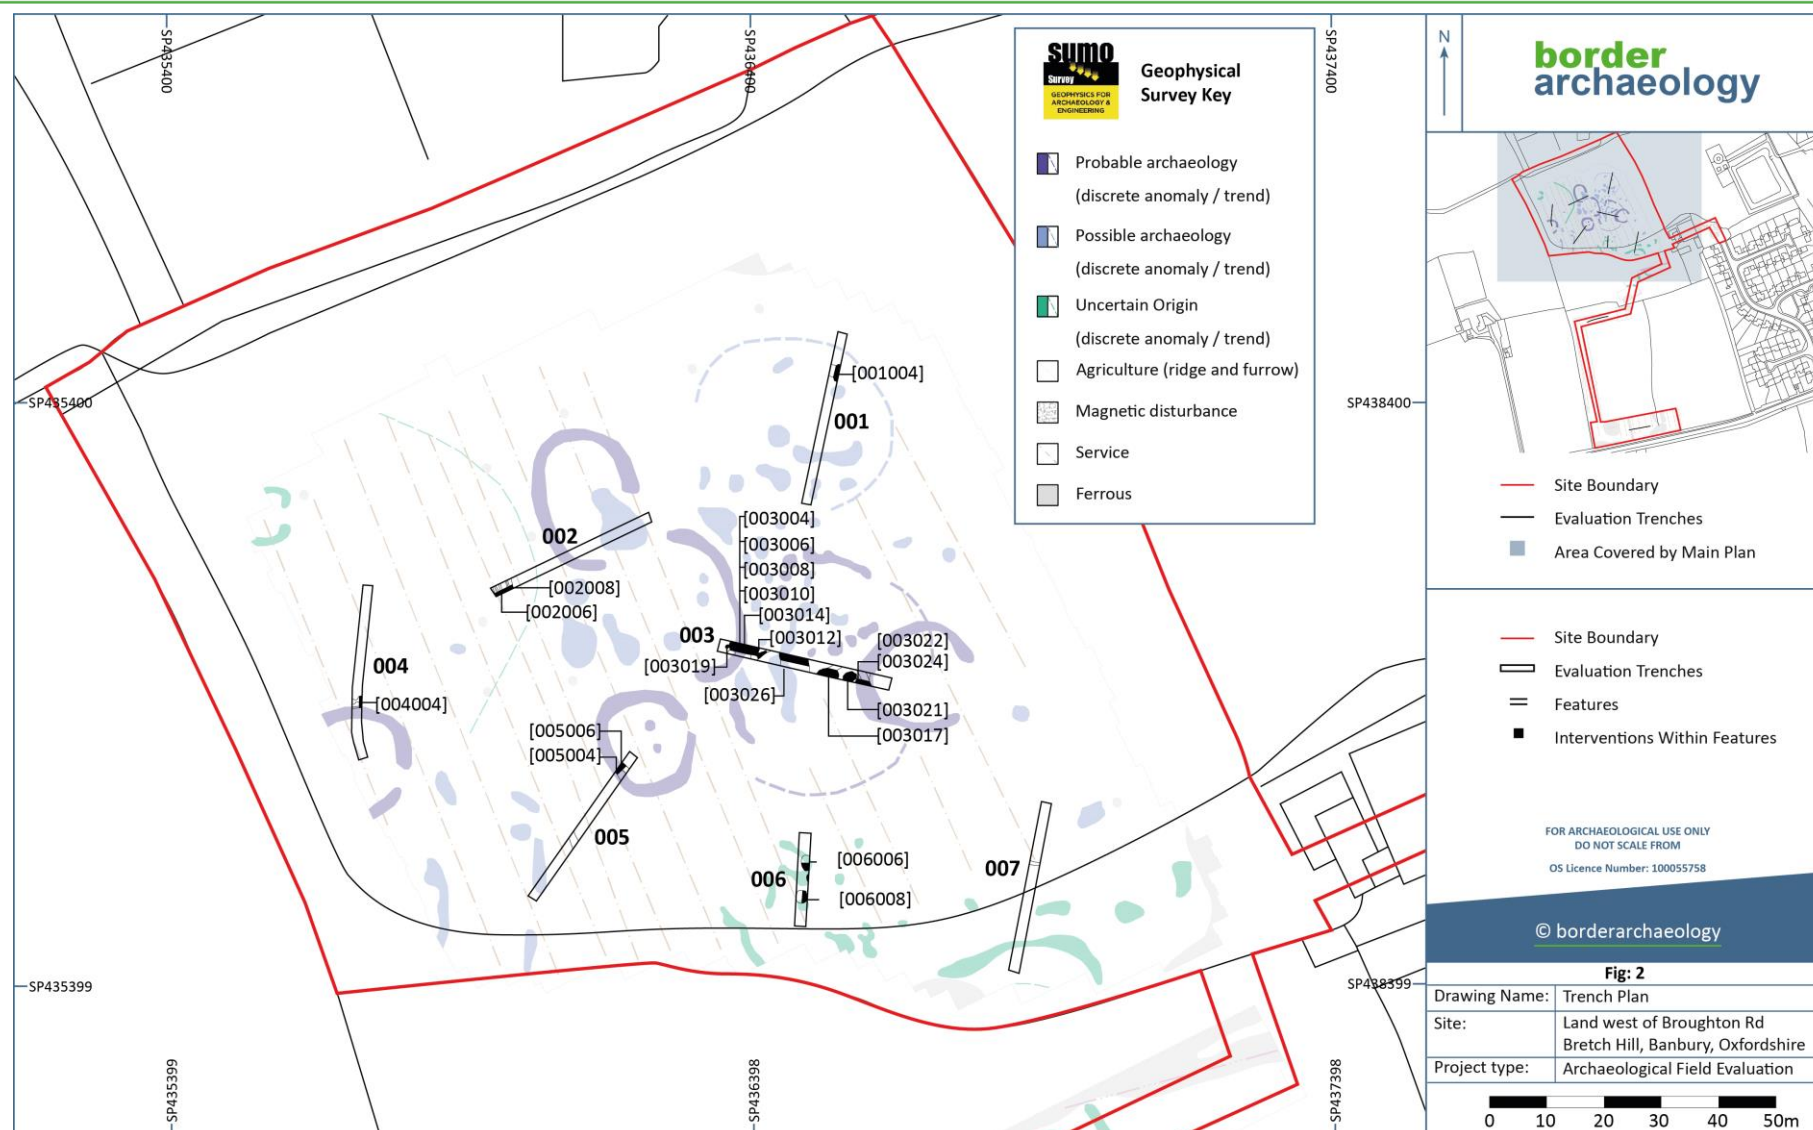 SP435400
SP436400
SP437400
SP435400
SP438400
SP435399
SP438399
SP435399
SP436398
SP437398
sumo
Survey
GEOPHYSICS FOR
ARCHAEOLOGY &
ENGINEERING
Geophysical
Survey Key
Probable archaeology
(discrete anomaly / trend)
Possible archaeology
(discrete anomaly / trend)
Uncertain Origin
(discrete anomaly / trend)
Agriculture (ridge and furrow)
Magnetic disturbance
Service
Ferrous
[001004]
001
002
[002008]
[002006]
[003004]
[003006]
[003008]
[003010]
[003014]
[003012]
003
[003019]
[003022]
[003024]
[003026]
[003021]
[003017]
004
[004004]
[005006]
[005004]
005
006
[006006]
[006008]
007
N
border
archaeology
Site Boundary
Evaluation Trenches
Area Covered by Main Plan
Site Boundary
Evaluation Trenches
Features
Interventions Within Features
FOR ARCHAEOLOGICAL USE ONLY
DO NOT SCALE FROM
OS Licence Number: 100055758
© borderarchaeology
Fig: 2
Drawing Name: Trench Plan
Site: Land west of Broughton Rd
Bretch Hill, Banbury, Oxfordshire
Project type: Archaeological Field Evaluation
0 10 20 30 40 50m